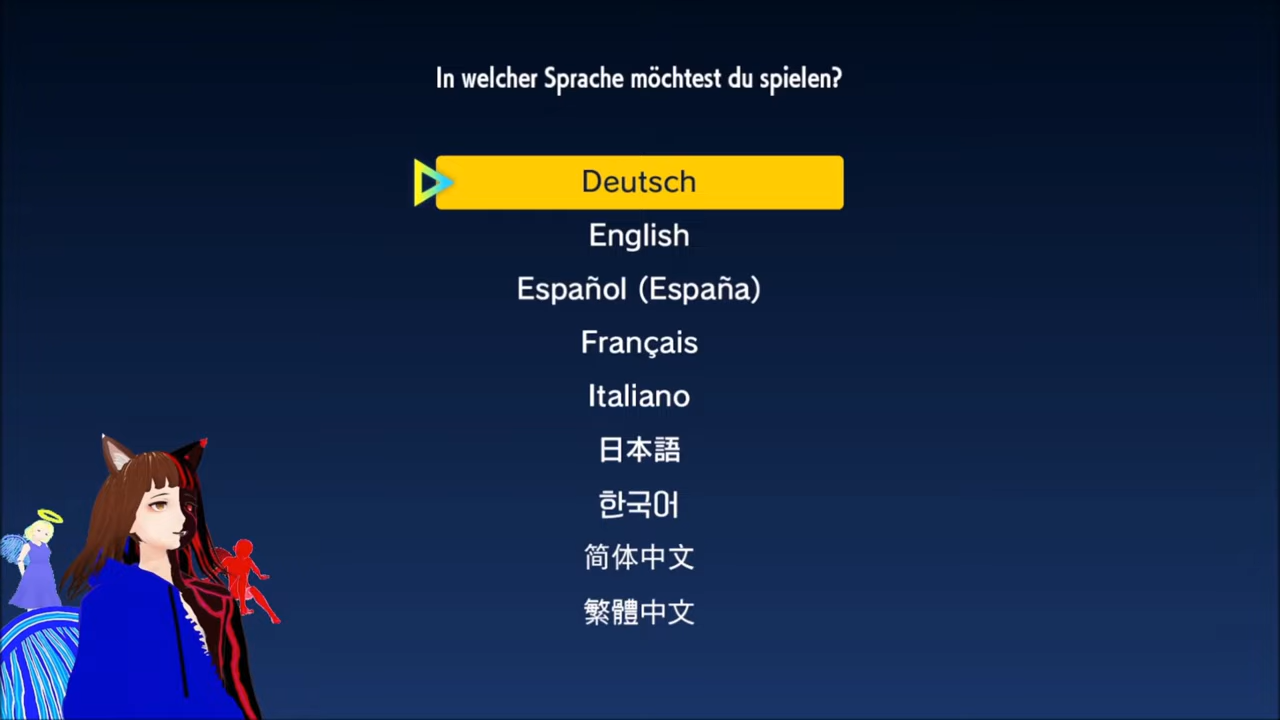 In welcher Sprache möchtest du spielen?
Deutsch
English
Español (España)
Français
Italiano
日本語
한국어
简体中文
繁體中文